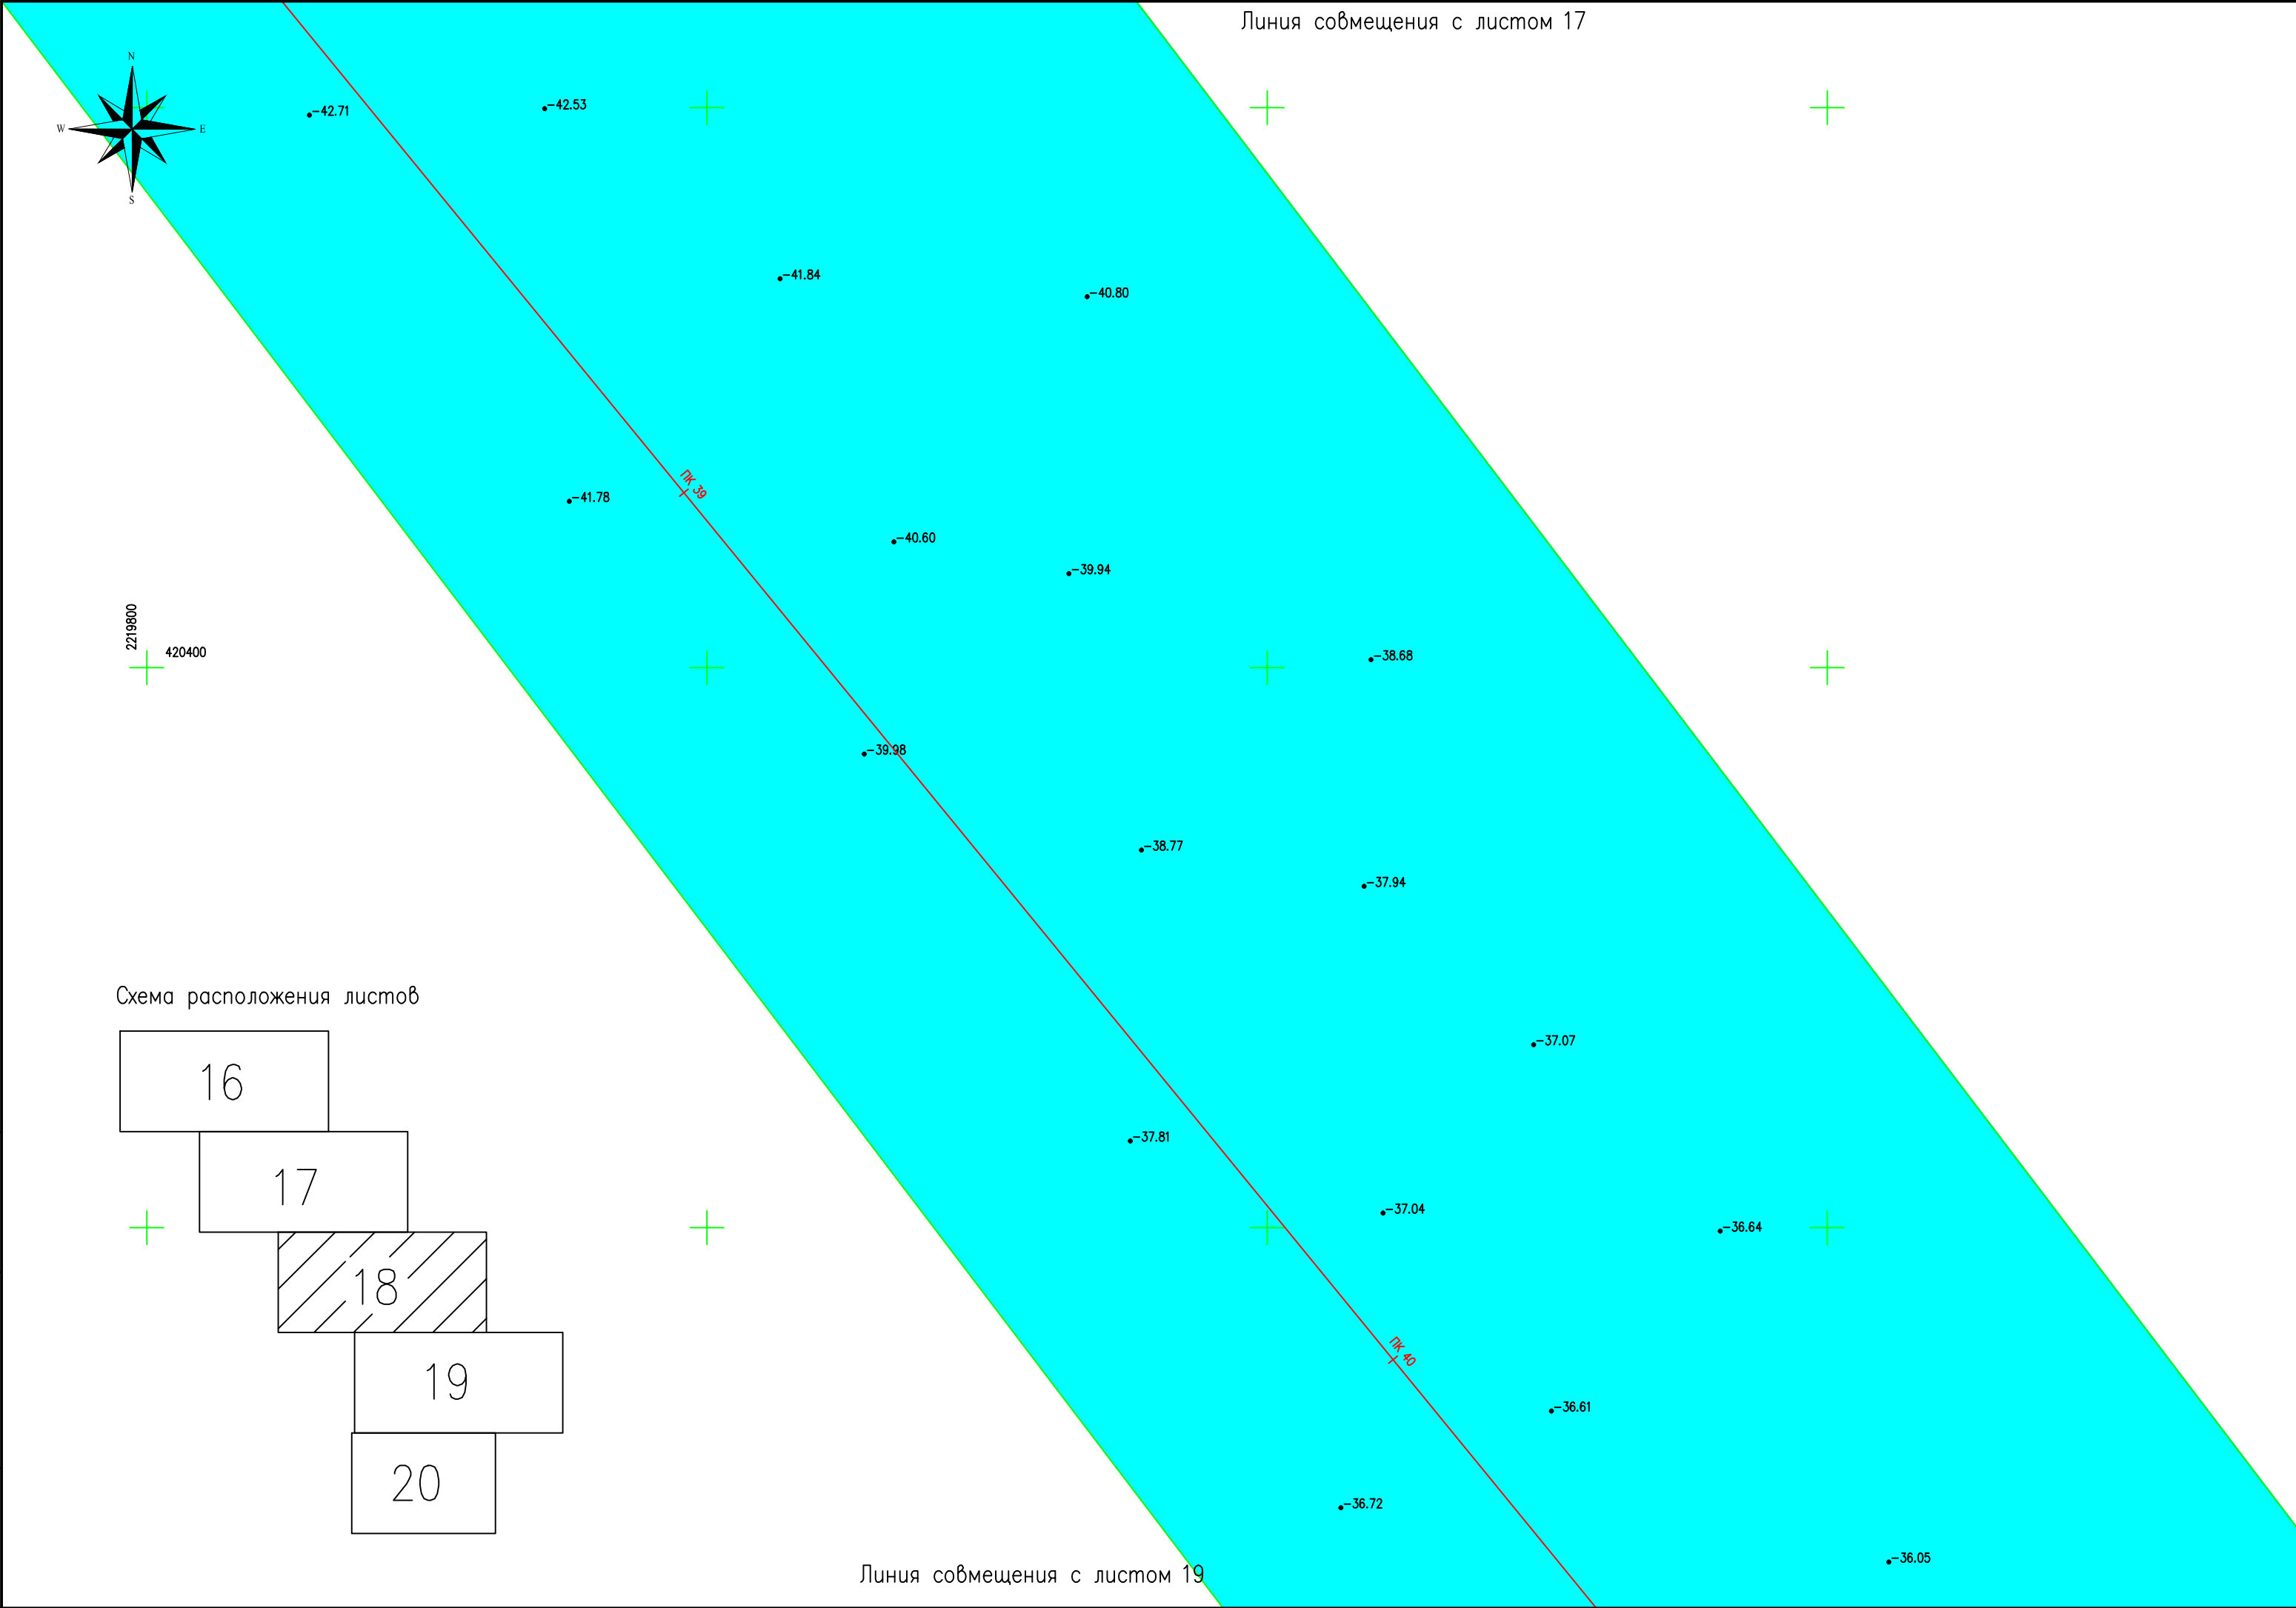 Линия совмещения с листом 17
N
W
E
S
-42.71
-42.53
-41.84
-40.80
ПК 39
-41.78
-40.60
-39.94
2219800
420400
-38.68
-39.98
-38.77
-37.94
Схема расположения листов
16
17
18
19
20
-37.07
-37.81
-37.04
-36.64
ПК 40
-36.61
-36.72
-36.05
Линия совмещения с листом 19